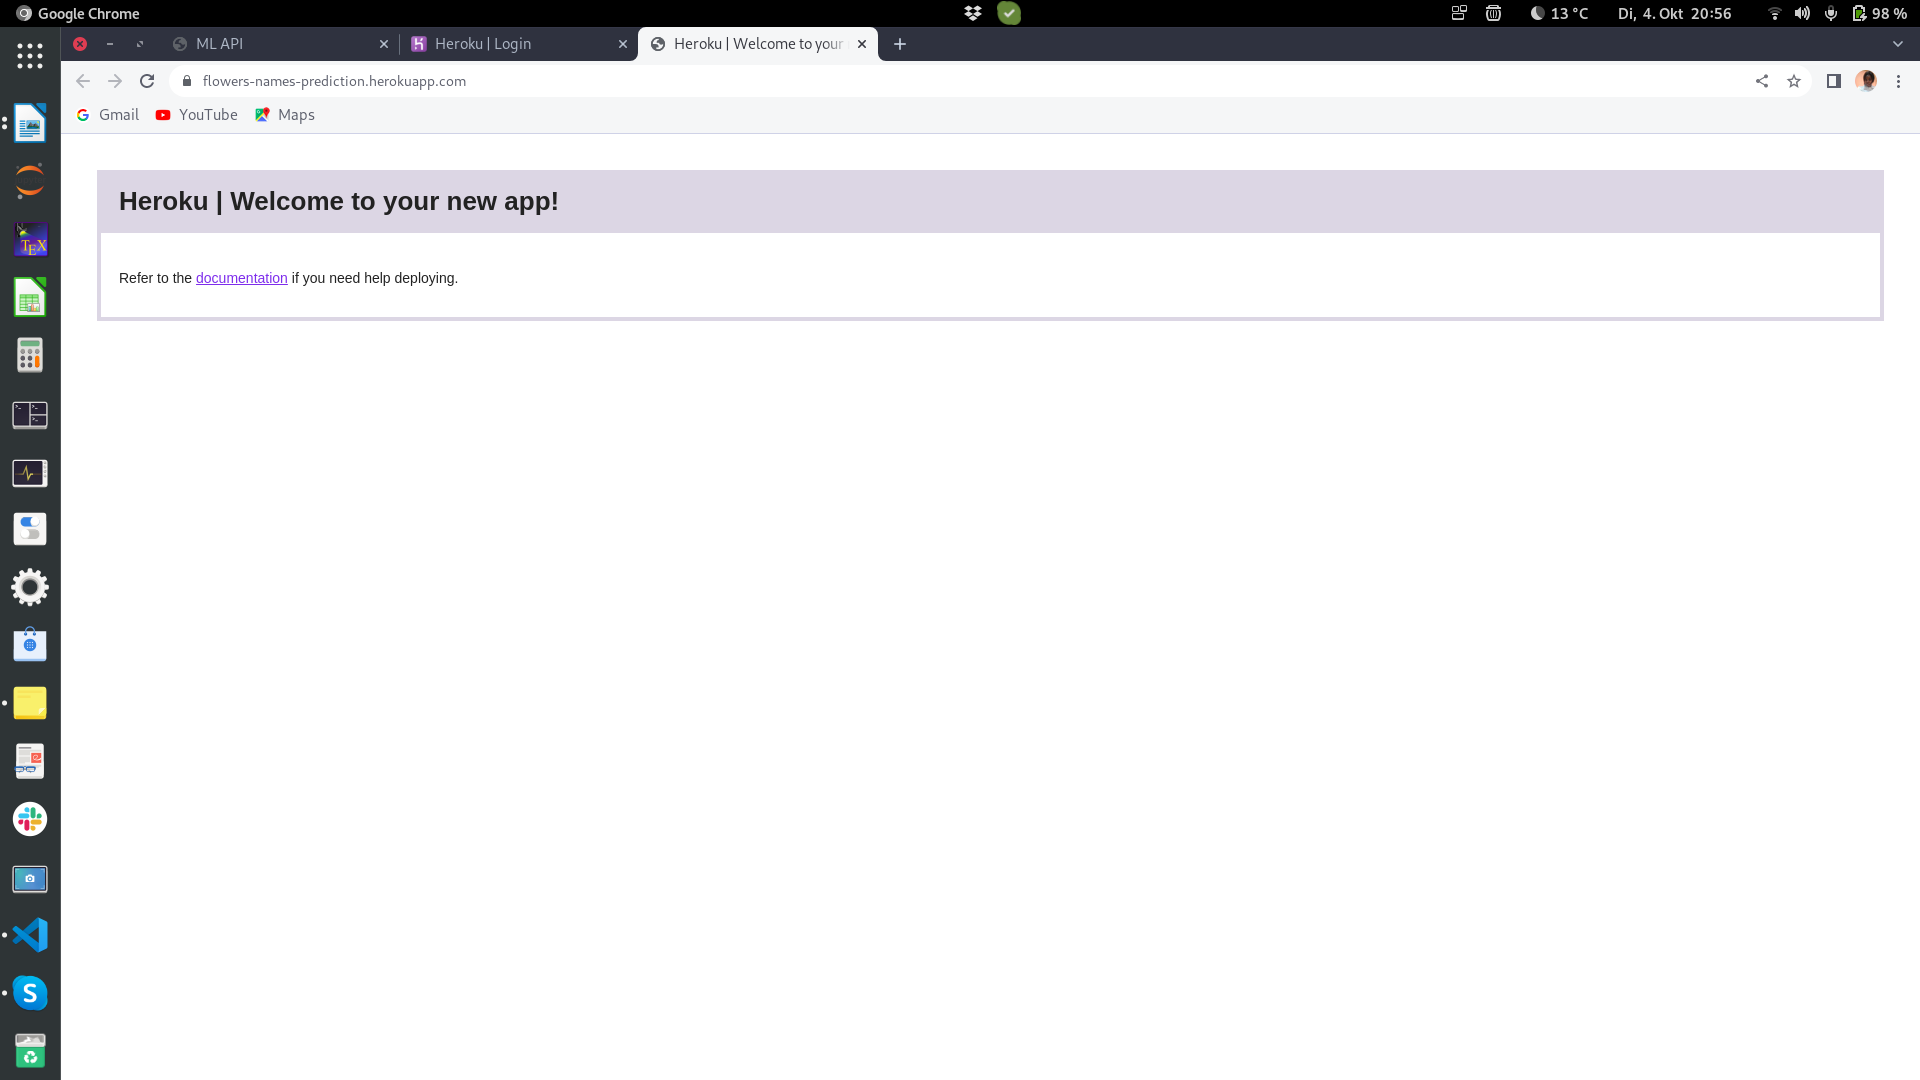 Google Chrome
13 °C
Di, 4. Okt 20:56
98 %
ML API
Heroku | Login
Heroku | Welcome to your
flowers-names-prediction.herokuapp.com
Gmail
YouTube
Maps
Heroku | Welcome to your new app!
Refer to the documentation if you need help deploying.
TEX
S